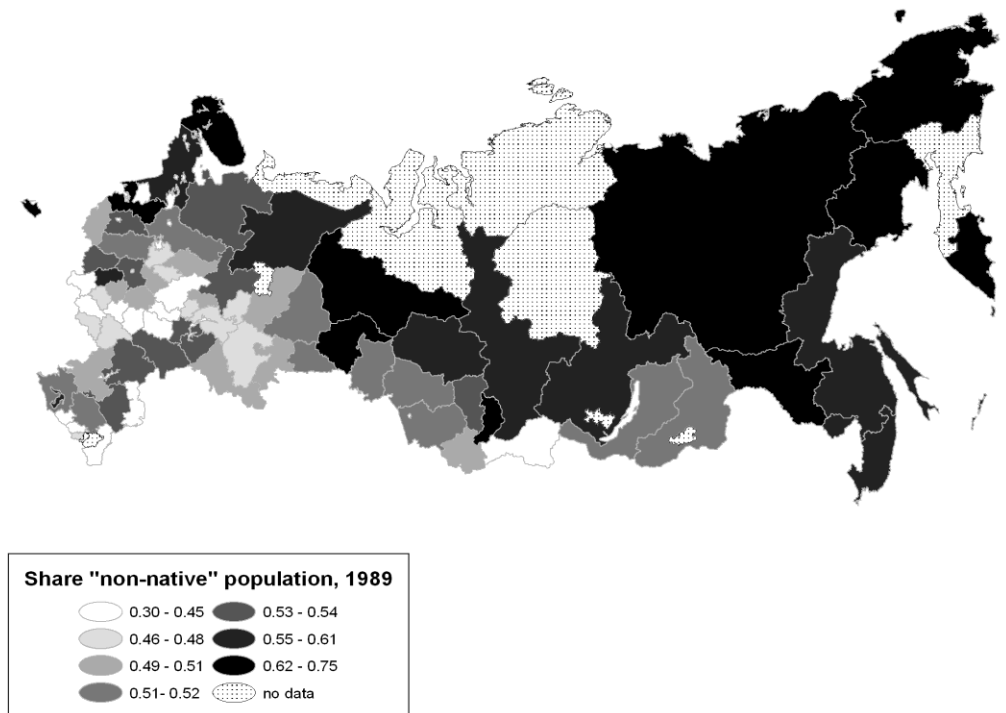 Share "non-native" population, 1989
0.30 - 0.45
0.46 - 0.48
0.49 - 0.51
0.51- 0.52
0.53 - 0.54
0.55 - 0.61
0.62 - 0.75
no data